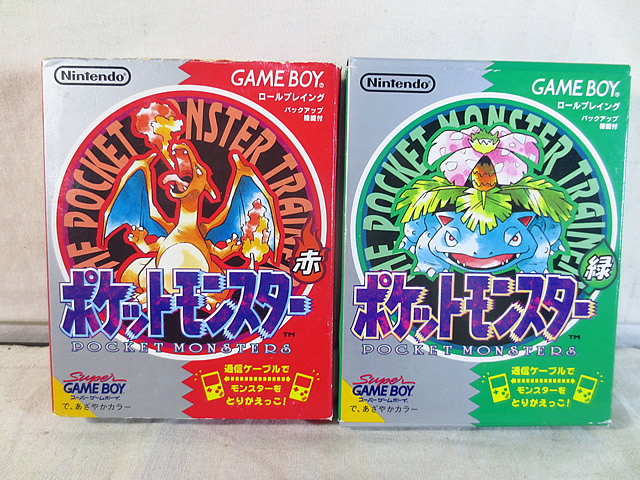 Nintendo
GAME BOY
ロールプレイング
バックアップ
機能付
THE POCKET MONSTER TRAINER
赤
ポケットモンスター
TM
POCKET MONSTERS
Super
GAME BOY
スーパーゲームボーイ
で、あざやかカラー
通信ケーブルで
モンスターを
とりかえっこ!
Nintendo
GAME BOY
ロールプレイング
バックアップ
機能付
THE POCKET MONSTER TRAINER
緑
ポケットモンスター
TM
POCKET MONSTERS
Super
GAME BOY
スーパーゲームボーイ
で、あざやかカラー
通信ケーブルで
モンスターを
とりかえっこ!